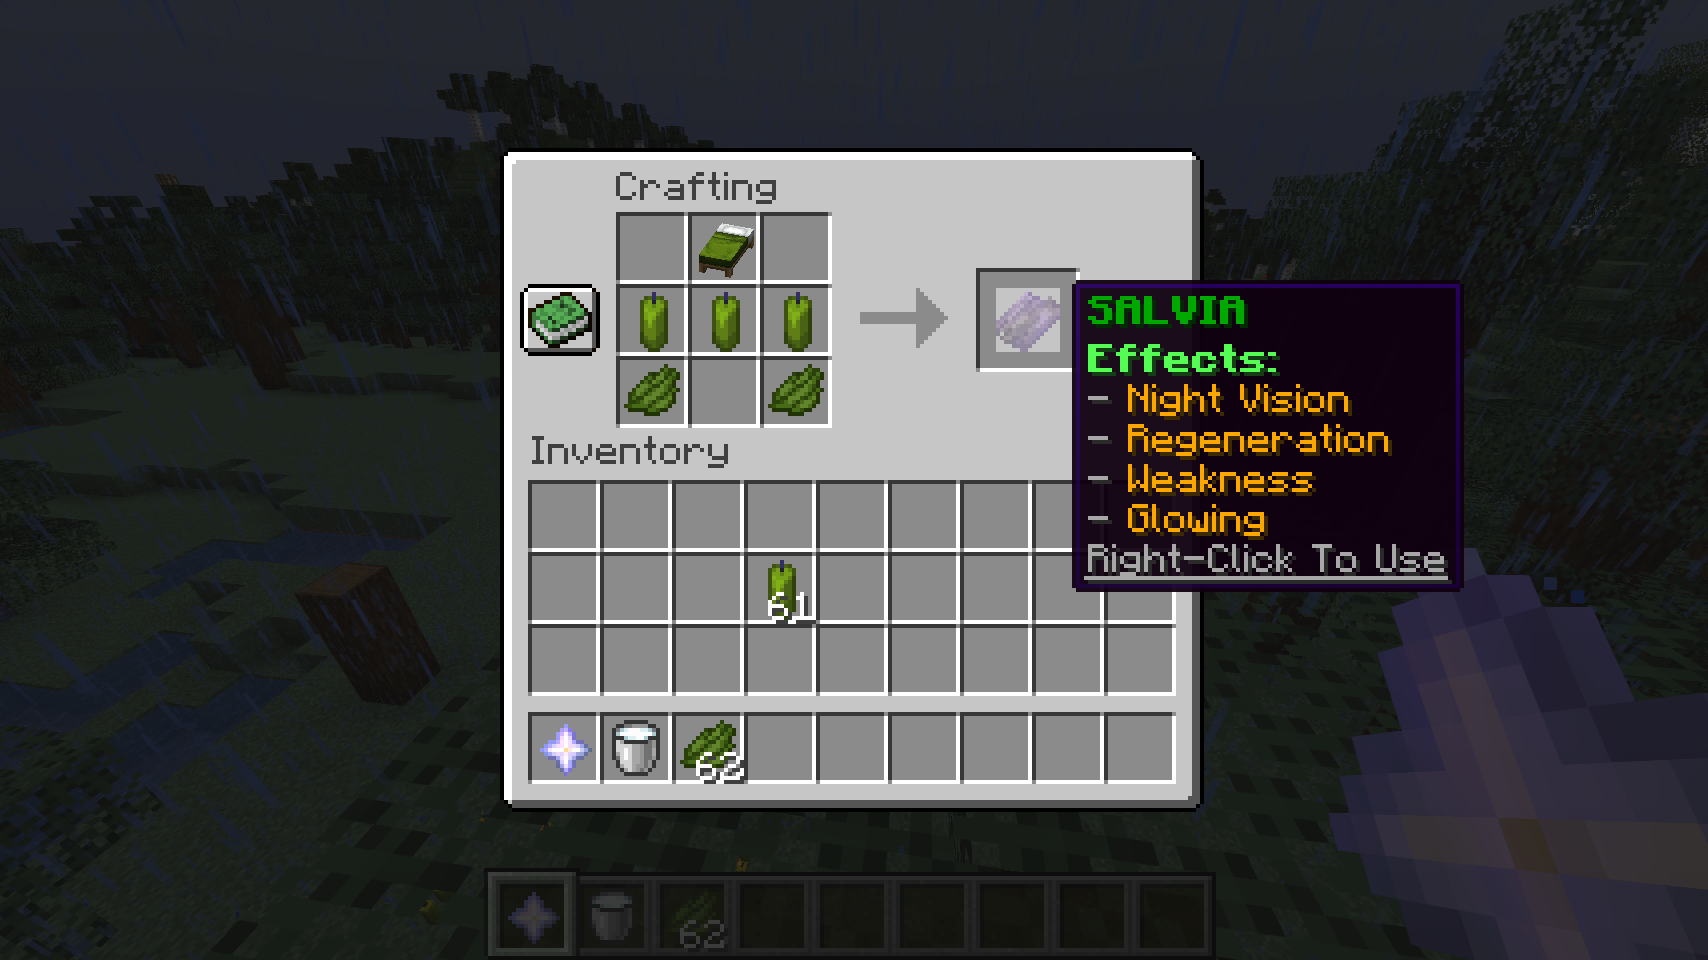 Crafting
SALVIA
Effects:
- Night Vision
- Regeneration
- Weakness
- Glowing
Right-Click To Use
Inventory
61
62
62